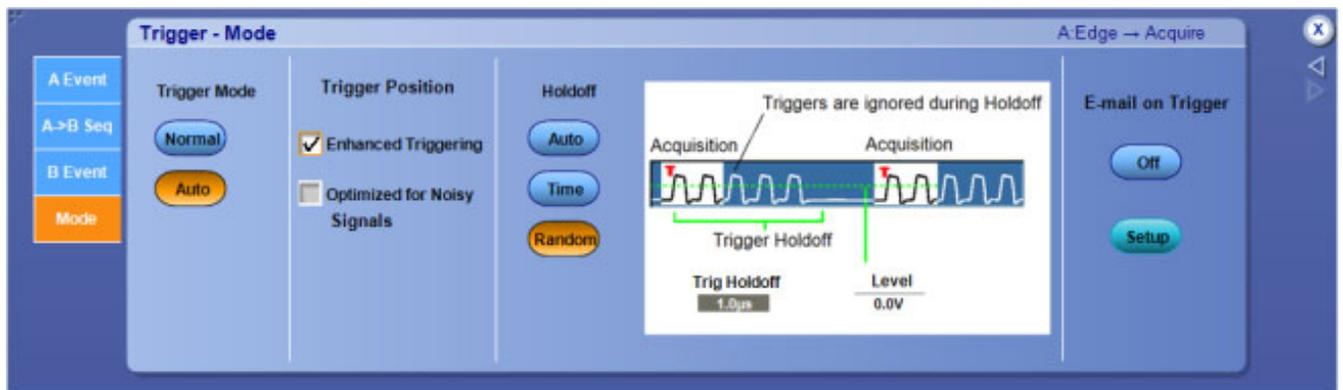 Trigger - Mode
A:Edge → Acquire
X
A Event
A->B Seq
B Event
Mode
Trigger Mode
Normal
Auto
Trigger Position
Enhanced Triggering
Optimized for Noisy
Signals
Holdoff
Auto
Time
Random
Triggers are ignored during Holdoff
Acquisition
Acquisition
T
T
Trigger Holdoff
Trig Holdoff
1.0µs
Level
0.0V
E-mail on Trigger
Off
Setup